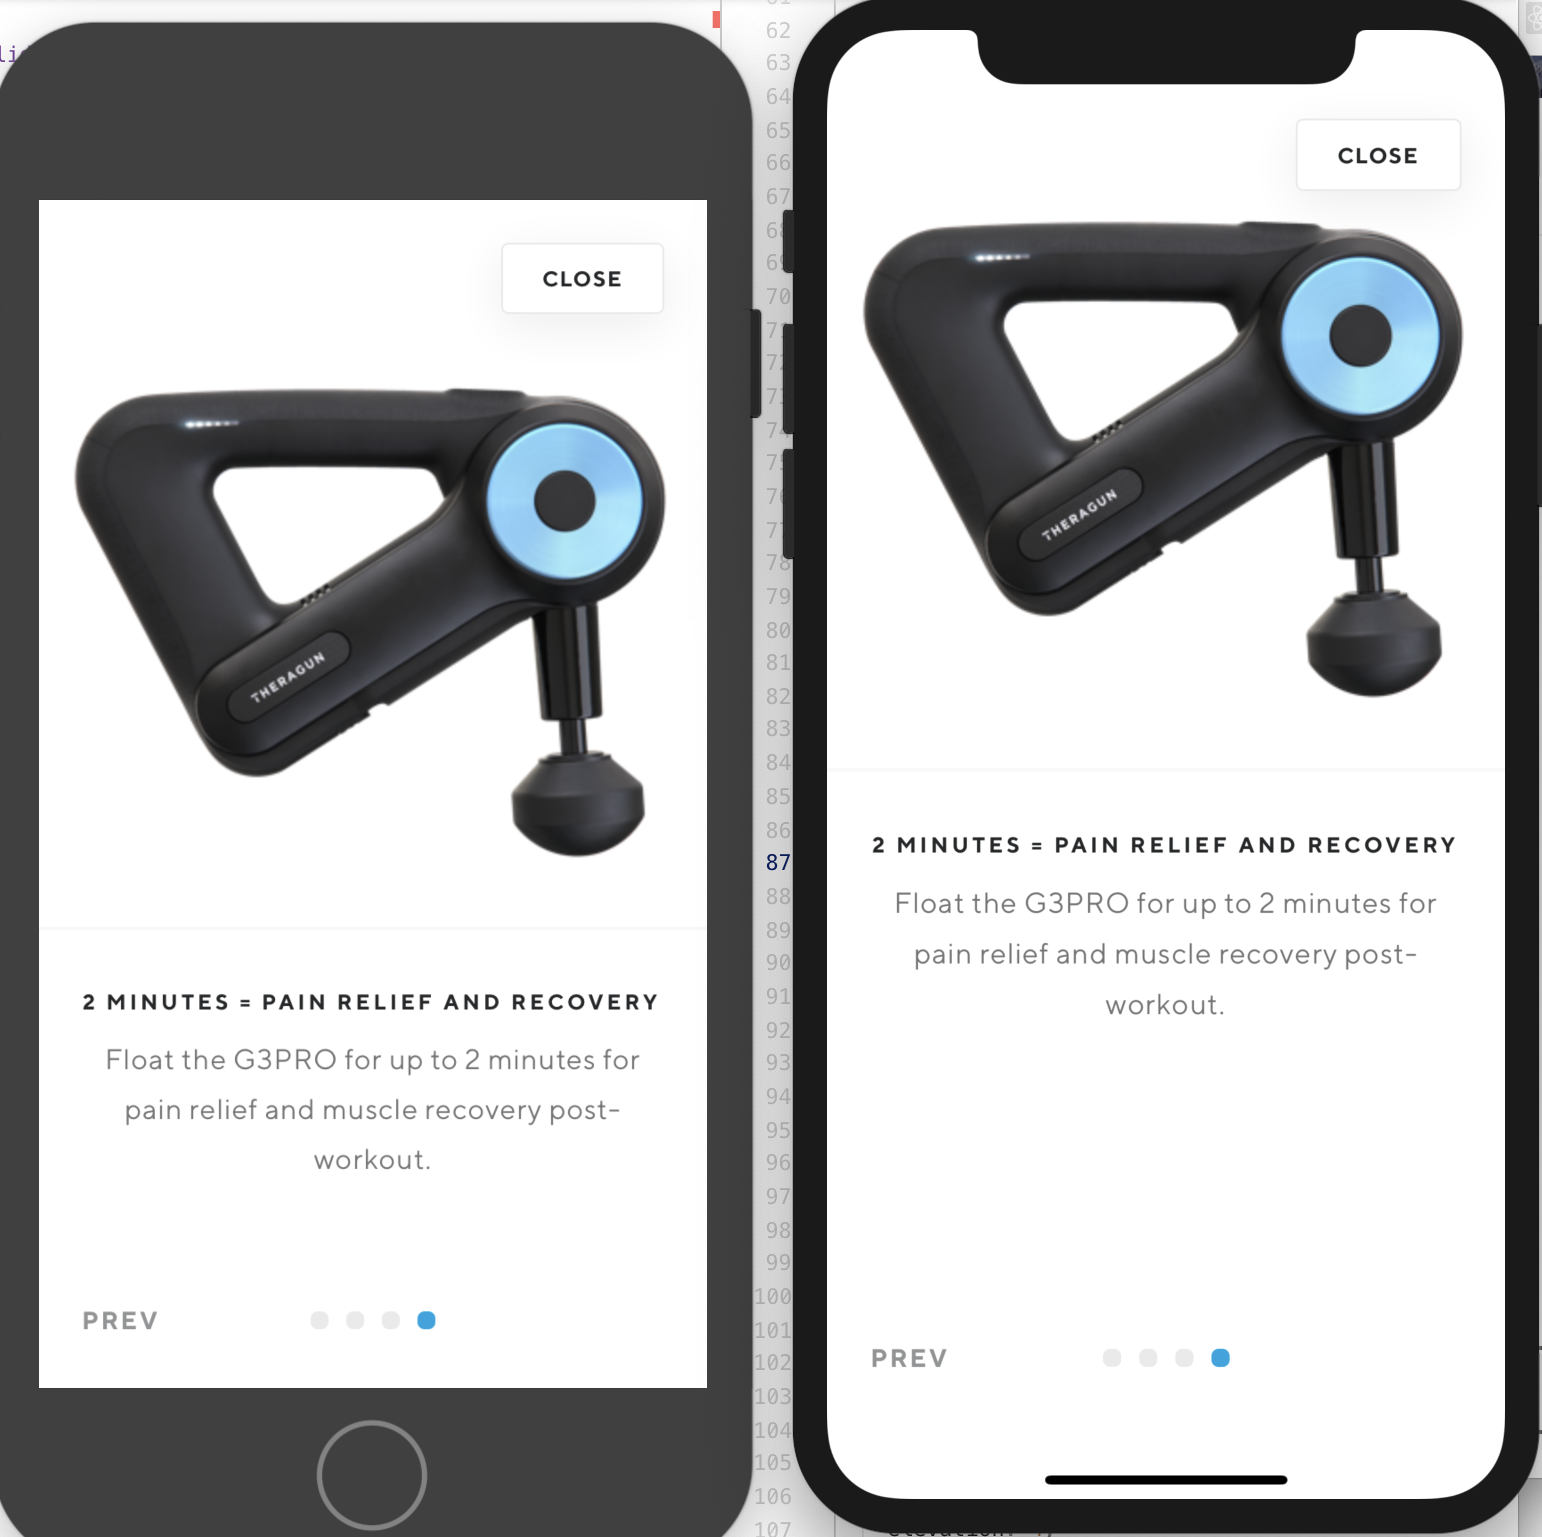 CLOSE
THERAGUN
2 MINUTES = PAIN RELIEF AND RECOVERY
Float the G3PRO for up to 2 minutes for
pain relief and muscle recovery post-
workout.
PREV
62
63
64
65
66
67
70
78
79
80
81
82
83
84
85
86
87
88
89
90
91
92
93
94
95
96
97
98
99
100
101
102
103
104
105
106
107
CLOSE
THERAGUN
2 MINUTES = PAIN RELIEF AND RECOVERY
Float the G3PRO for up to 2 minutes for
pain relief and muscle recovery post-
workout.
PREV